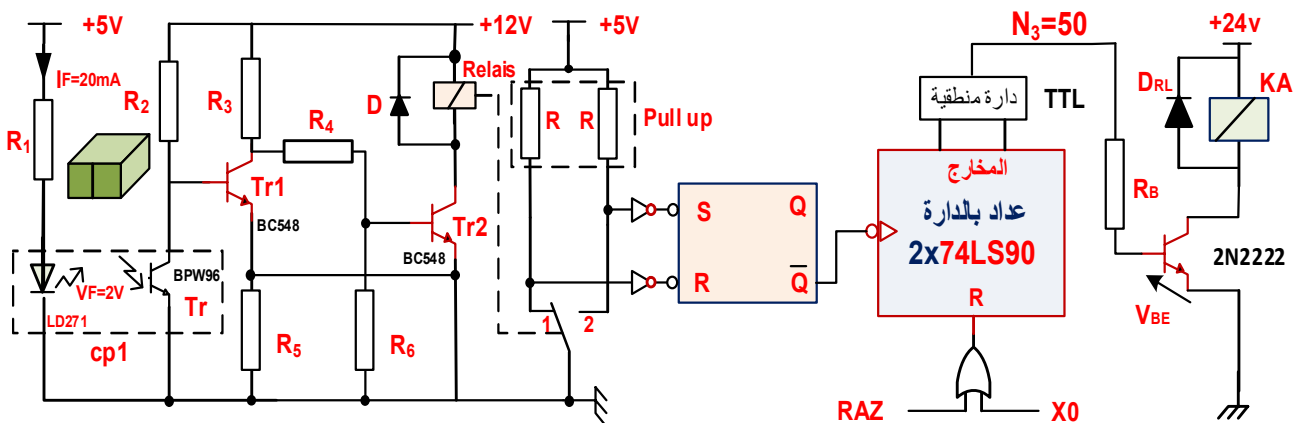 +5V
IF=20mA
R1
R2
R3
R4
D
Relais
+12V
+5V
R
R
Pull up
Tr1
BC548
Tr2
BC548
BPW96
VF=2V
Tr
LD271
cp1
R5
R6
1
2
S
Q
R
Q̅
N3=50
دارة منطقية
TTL
المخارج
عداد بالدارة
2x74LS90
R
RAZ
X0
+24v
DRL
KA
RB
2N2222
VBE